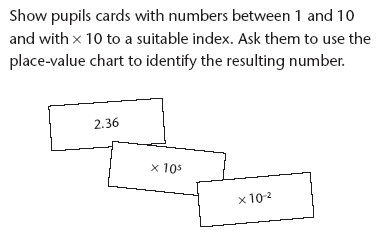 Show pupils cards with numbers between 1 and 10
and with × 10 to a suitable index. Ask them to use the
place-value chart to identify the resulting number.
2.36
× 10⁵
× 10⁻²